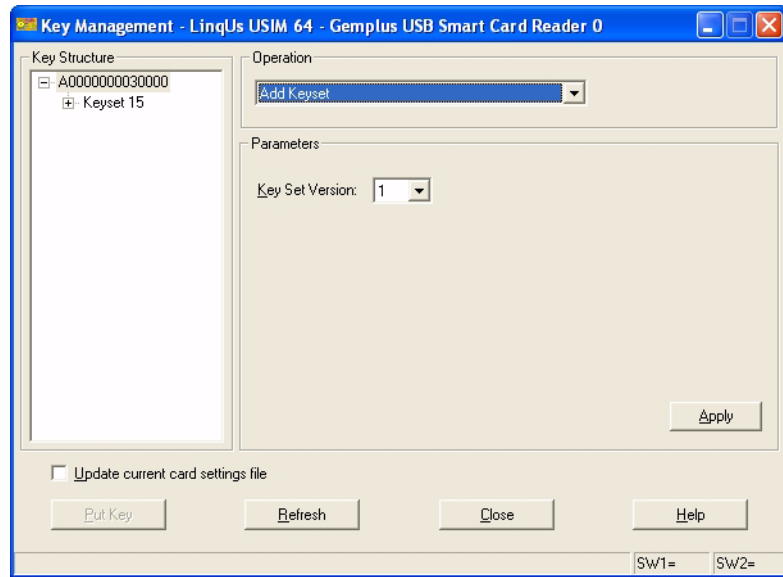 Key Management - LinqUs USIM 64 - Gemplus USB Smart Card Reader 0
Key Structure
A0000000030000
Keyset 15
Operation
Add Keyset
Parameters
Key Set Version: 1
Apply
Update current card settings file
Put Key Refresh Close Help
SW1= SW2=